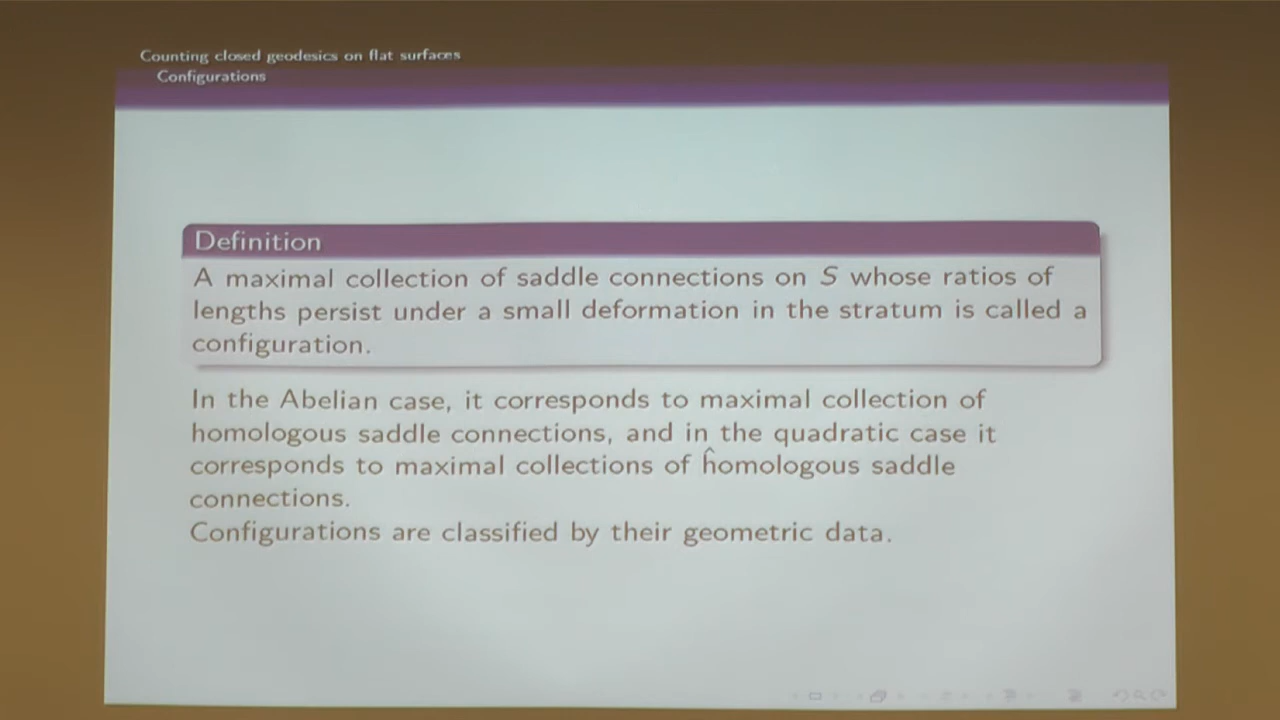 Counting closed geodesics on flat surfaces
Configurations
Definition
A maximal collection of saddle connections on S whose ratios of
lengths persist under a small deformation in the stratum is called a
configuration.
In the Abelian case, it corresponds to maximal collection of
homologous saddle connections, and in the quadratic case it
corresponds to maximal collections of ĥomologous saddle
connections.
Configurations are classified by their geometric data.